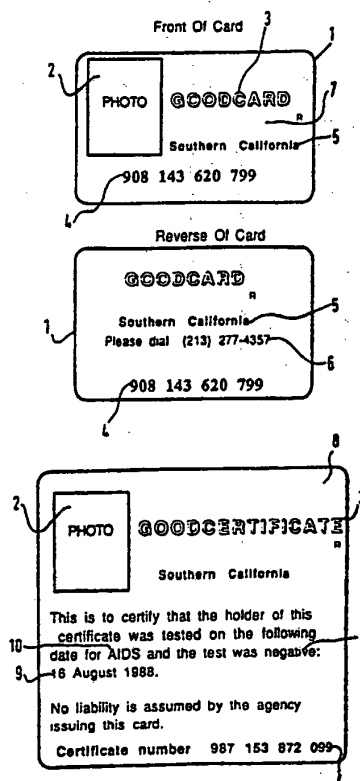 Front Of Card
3
1
2
PHOTO
GOODCARD
7
R
Southern California
5
908 143 620 799
4
Reverse Of Card
GOODCARD
R
Southern California
5
1
Please dial (213) 277-4357
6
908 143 620 799
4
8
2
PHOTO
GOODCERTIFICATE
R
Southern California
This is to certify that the holder of this
certificate was tested on the following
10
date for AIDS and the test was negative:
9
16 August 1988.
No liability is assumed by the agency
issuing this card.
Certificate number 987 153 872 099